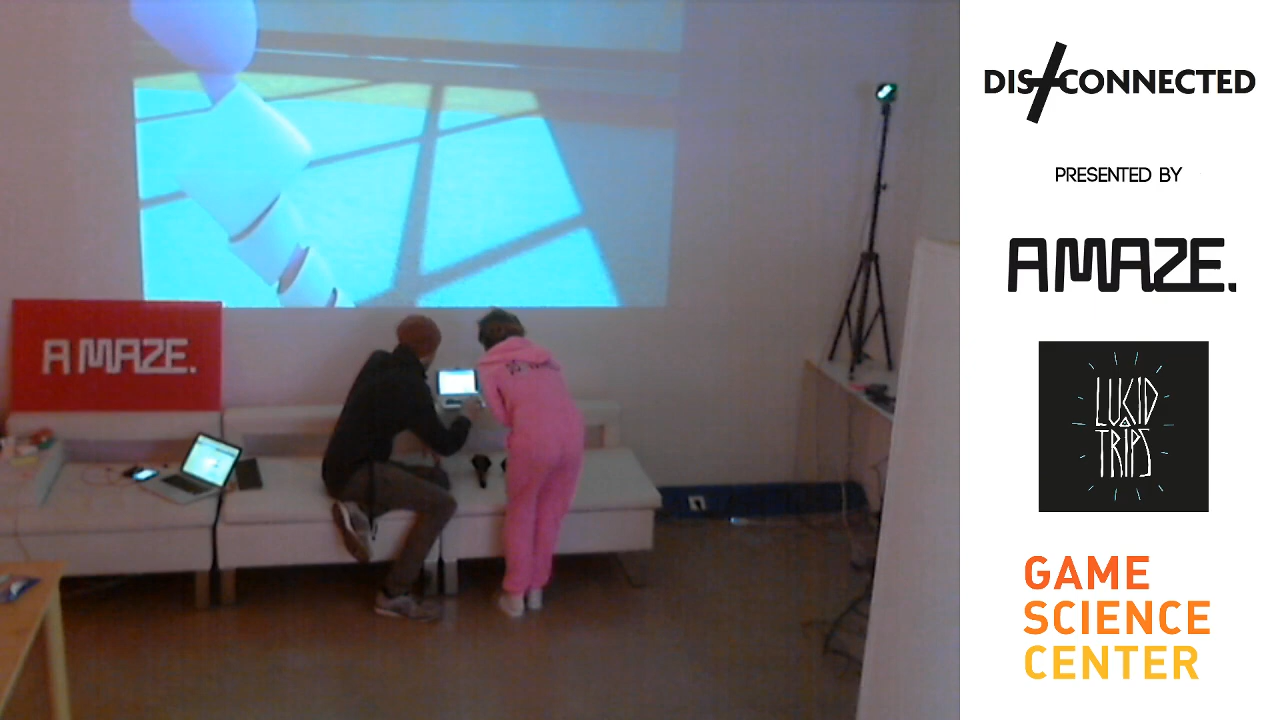 A MAZE.
DIS/CONNECTED
PRESENTED BY
A MAZE.
LUCID
TRIPS
GAME
SCIENCE
CENTER